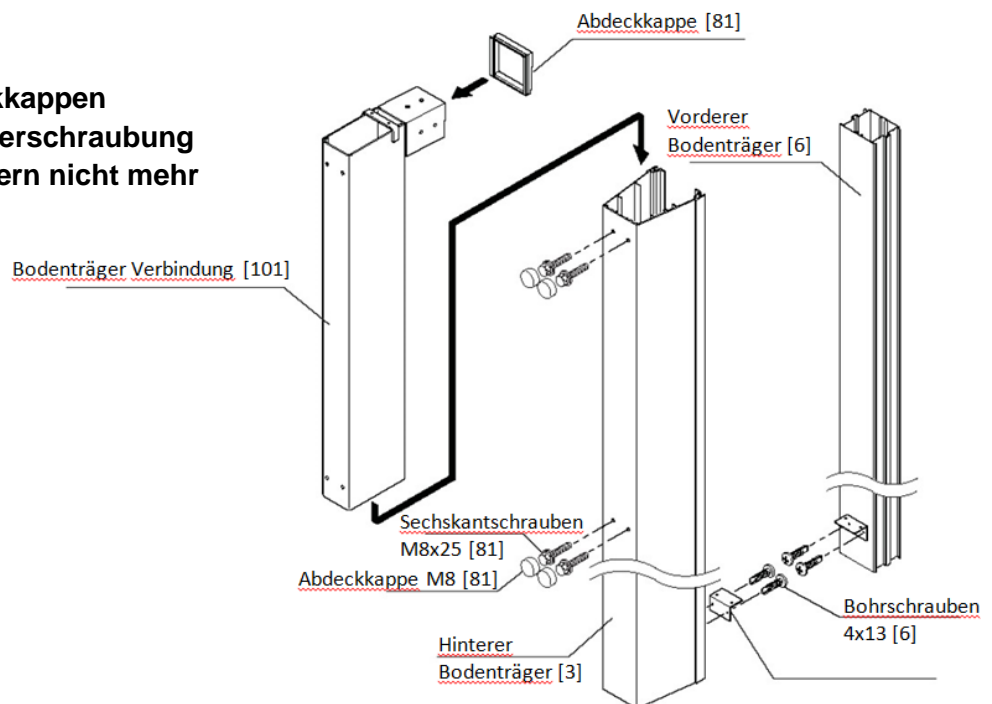 Abdeckkappe [81]
kkappen
erschraubung
ern nicht mehr
Vorderer
Bodenträger [6]
Bodenträger Verbindung [101]
Sechskantschrauben
M8x25 [81]
Abdeckkappe M8 [81]
Bohrschrauben
4x13 [6]
Hinterer
Bodenträger [3]